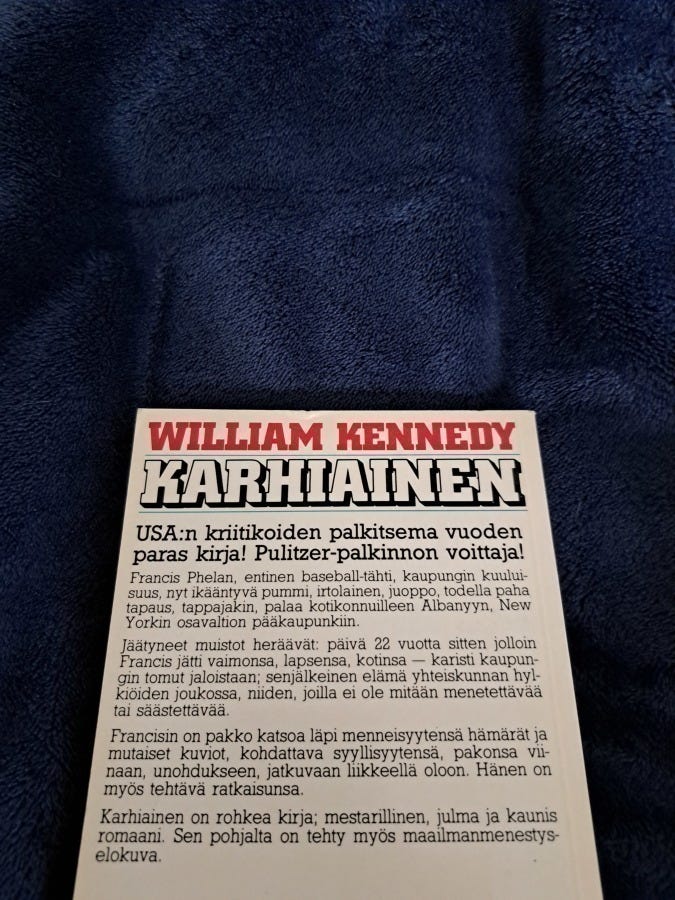 WILLIAM KENNEDY
KARHIAINEN
USA:n kriitikoiden palkitsema vuoden
paras kirja! Pulitzer-palkinnon voittaja!
Francis Phelan, entinen baseball-tähti, kaupungin kuului-
suus, nyt ikääntyvä pummi, irtolainen, juoppo, todella paha
tapaus, tappajakin, palaa kotikonnuilleen Albanyyn, New
Yorkin osavaltion pääkaupunkiin.
Jäätyneet muistot heräävät: päivä 22 vuotta sitten jolloin
Francis jätti vaimonsa, lapsensa, kotinsa — karisti kaupun-
gin tomut jaloistaan; senjälkeinen elämä yhteiskunnan hyl-
kiöiden joukossa, niiden, joilla ei ole mitään menetettävää
tai säästettävää.
Francisin on pakko katsoa läpi menneisyytensä hämärät ja
mutaiset kuviot, kohdattava syyllisyytensä, pakonsa vii-
naan, unohdukseen, jatkuvaan liikkeellä oloon. Hänen on
myös tehtävä ratkaisunsa.
Karhiainen on rohkea kirja; mestarillinen, julma ja kaunis
romaani. Sen pohjalta on tehty myös maailmanmenestys-
elokuva.